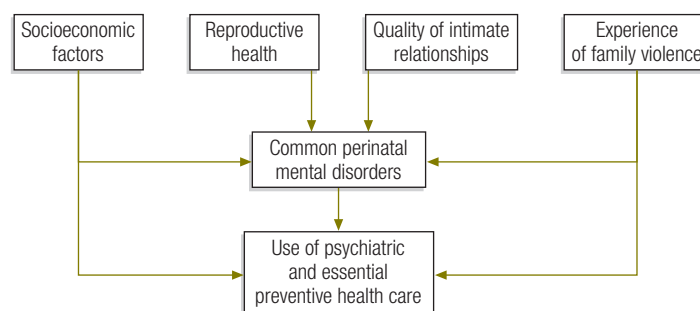 Socioeconomic
factors
Reproductive
health
Quality of intimate
relationships
Experience
of family violence
Common perinatal
mental disorders
Use of psychiatric
and essential
preventive health care